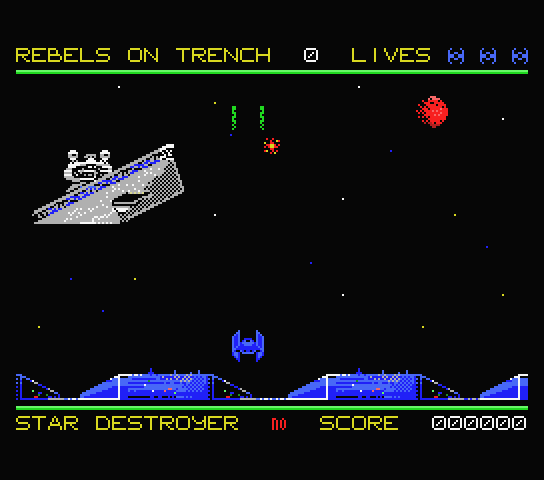 REBELS ON TRENCH 0 LIVES
STAR DESTROYER no SCORE 000000